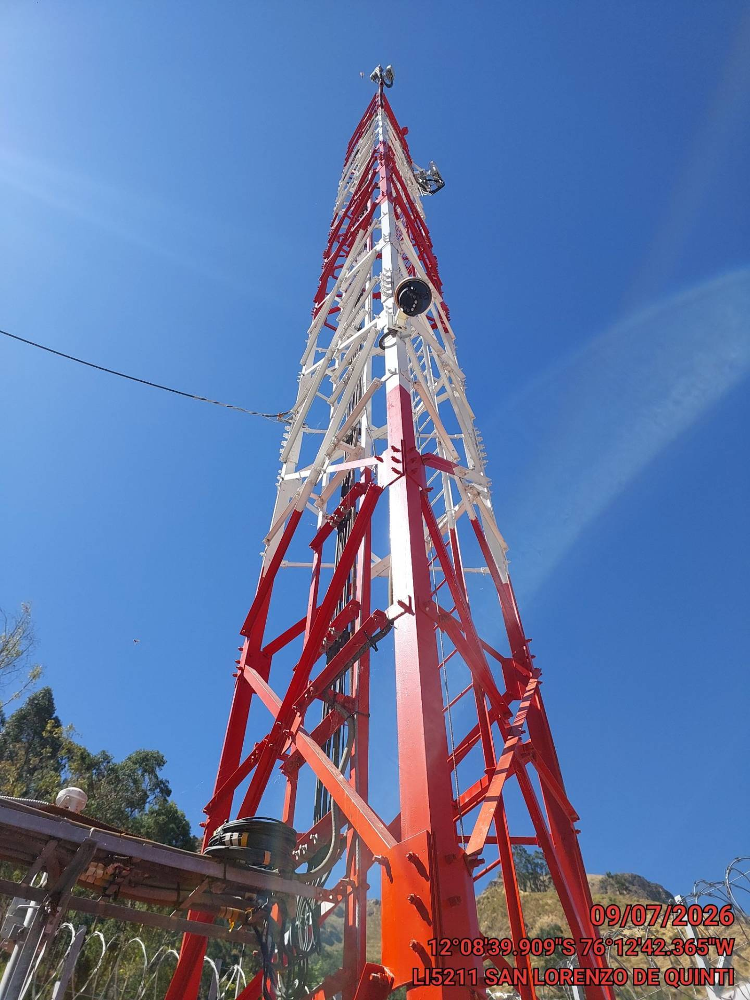 09/07/2026
12°08'39.909"S 76°12'42.365"W
LI5211 SAN LORENZO DE QUINTI